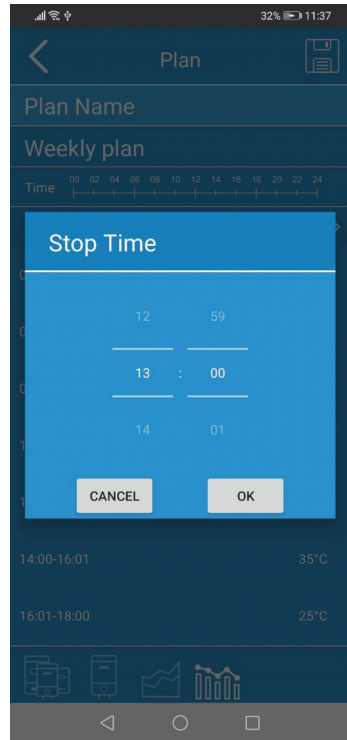 32% 11:37
Plan
Plan Name
Weekly plan
Time 00 02 04 06 08 10 12 14 16 18 20 22 24
Stop Time
12 59
13 : 00
14 01
CANCEL OK
14:00-16:01 35°C
16:01-18:00 25°C